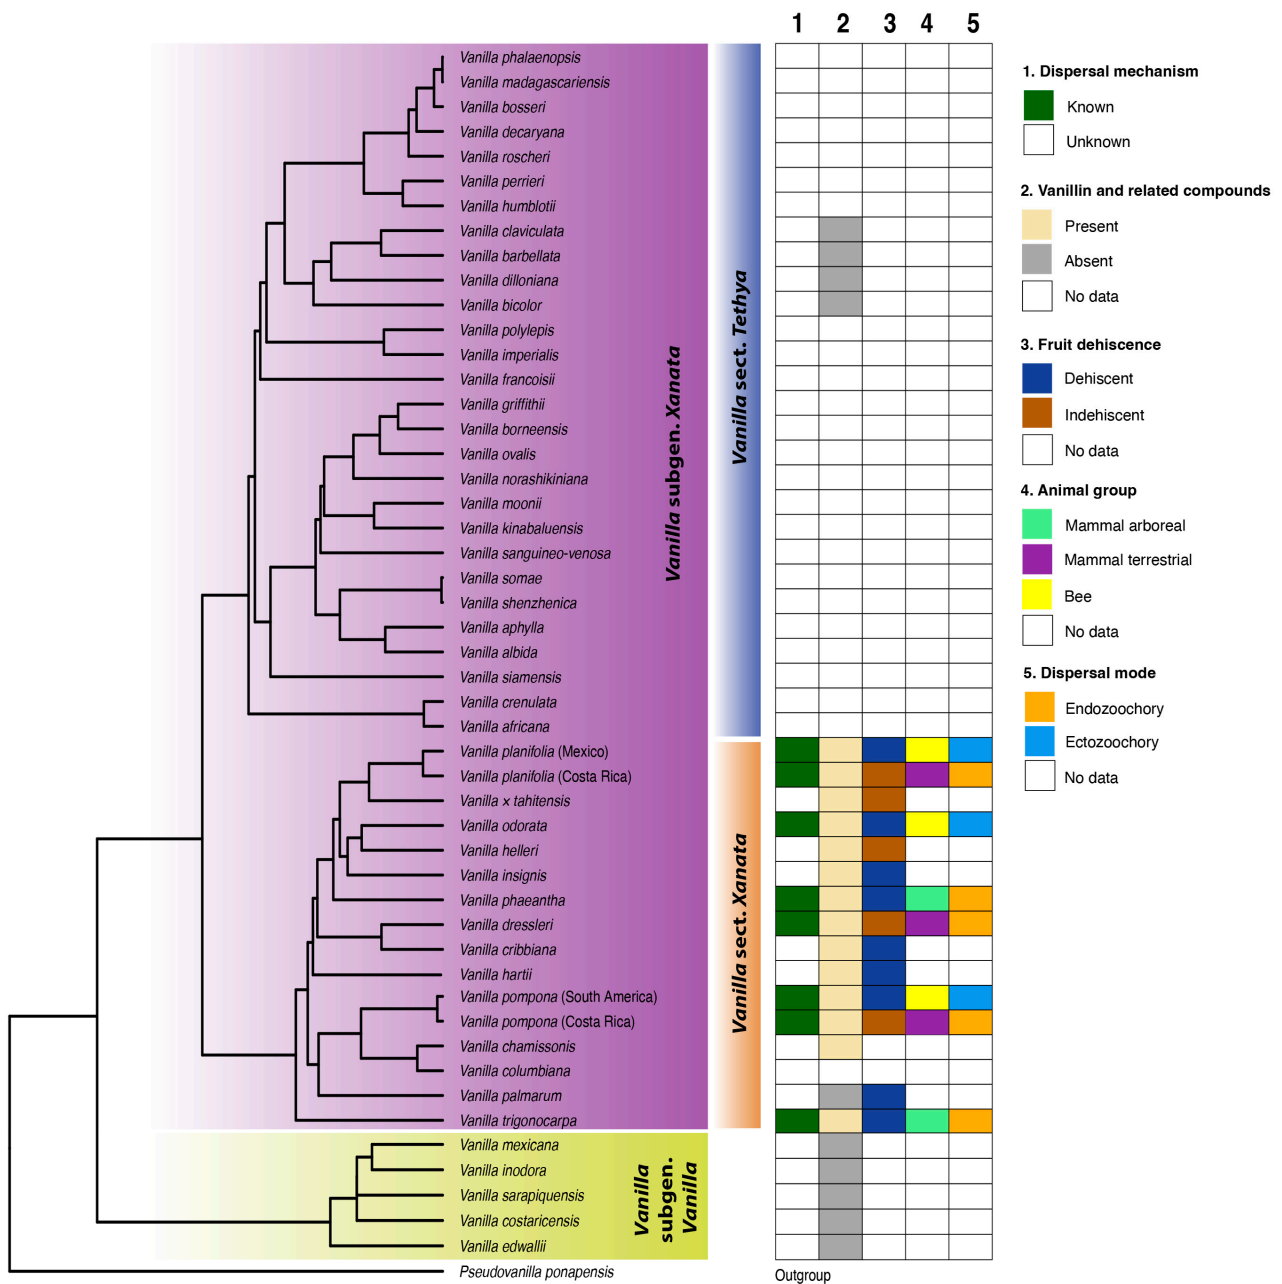 1 2 3 4 5
Vanilla phalaenopsis
Vanilla madagascariensis
Vanilla bosseri
Vanilla decaryana
Vanilla roscheri
Vanilla perrieri
Vanilla humblotii
Vanilla claviculata
Vanilla barbellata
Vanilla dilloniana
Vanilla bicolor
Vanilla polylepis
Vanilla imperialis
Vanilla francoisii
Vanilla griffithii
Vanilla borneensis
Vanilla ovalis
Vanilla norashikiniana
Vanilla moonii
Vanilla kinabaluensis
Vanilla sanguineo-venosa
Vanilla somae
Vanilla shenzhenica
Vanilla aphylla
Vanilla albida
Vanilla siamensis
Vanilla crenulata
Vanilla africana
Vanilla planifolia (Mexico)
Vanilla planifolia (Costa Rica)
Vanilla × tahitensis
Vanilla odorata
Vanilla helleri
Vanilla insignis
Vanilla phaeantha
Vanilla dressleri
Vanilla cribbiana
Vanilla hartii
Vanilla pompona (South America)
Vanilla pompona (Costa Rica)
Vanilla chamissonis
Vanilla columbiana
Vanilla palmarum
Vanilla trigonocarpa
Vanilla mexicana
Vanilla inodora
Vanilla sarapiquensis
Vanilla costaricensis
Vanilla edwallii
Pseudovanilla ponapensis
Vanilla subgen. Xanata
Vanilla
subgen.
Vanilla
Vanilla sect. Tethya
Vanilla sect. Xanata
Outgroup
1. Dispersal mechanism
Known
Unknown
2. Vanillin and related compounds
Present
Absent
No data
3. Fruit dehiscence
Dehiscent
Indehiscent
No data
4. Animal group
Mammal arboreal
Mammal terrestrial
Bee
No data
5. Dispersal mode
Endozoochory
Ectozoochory
No data